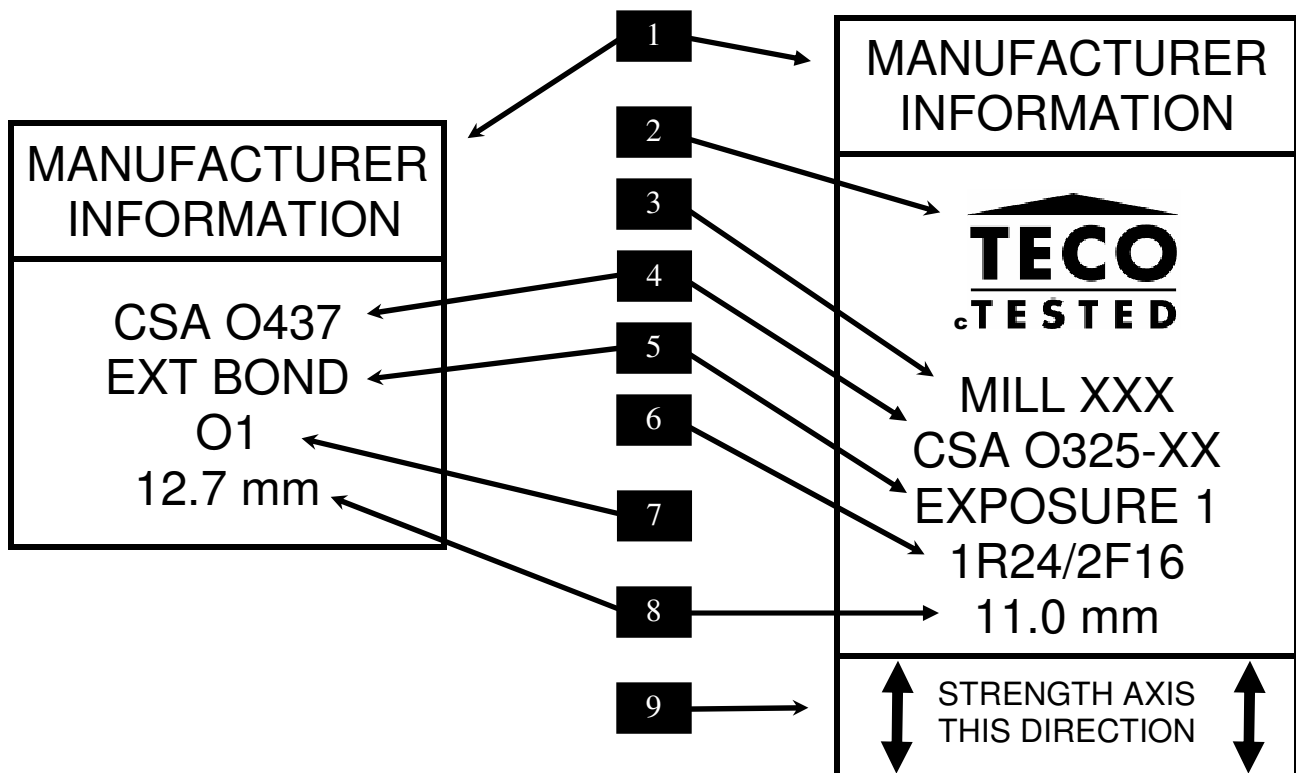 MANUFACTURER
INFORMATION
CSA O437
EXT BOND
O1
12.7 mm
1
2
3
4
5
6
7
8
9
MANUFACTURER
INFORMATION
TECO
cTESTED
MILL XXX
CSA O325-XX
EXPOSURE 1
1R24/2F16
11.0 mm
STRENGTH AXIS
THIS DIRECTION